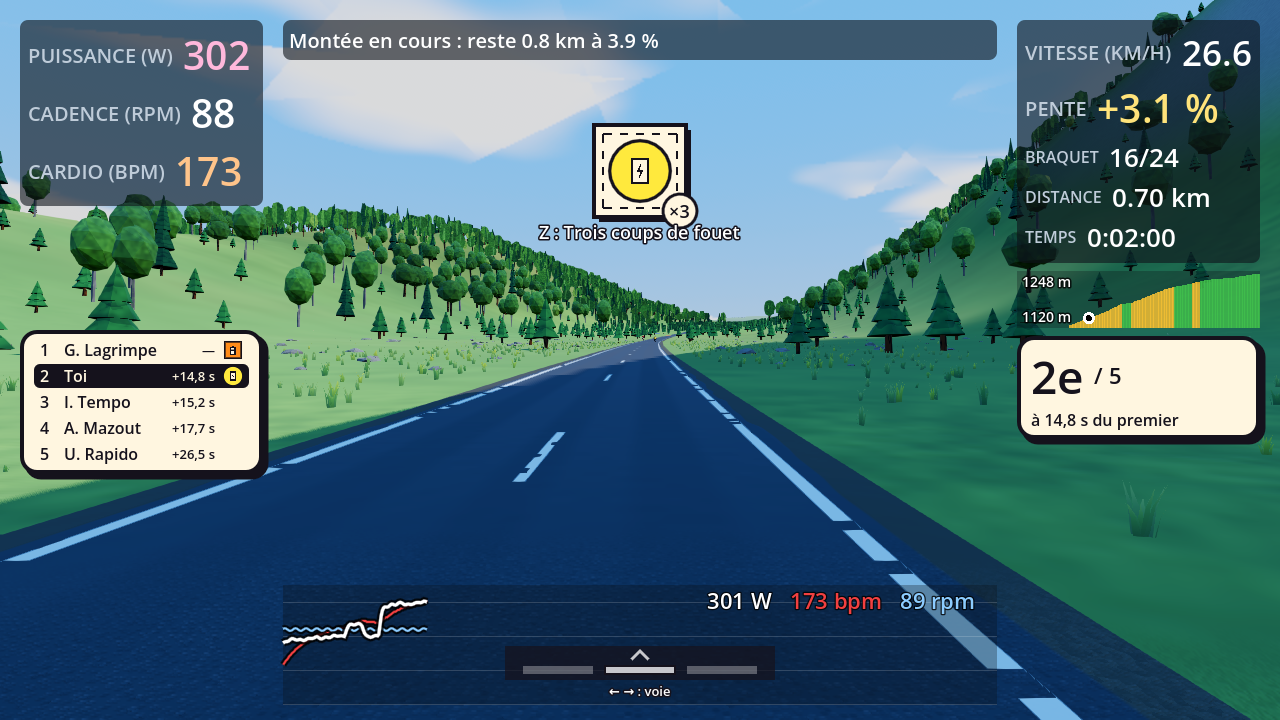 PUISSANCE (W) 302
CADENCE (RPM) 88
CARDIO (BPM) 173
Montée en cours : reste 0.8 km à 3.9 %
×3
Z : Trois coups de fouet
VITESSE (KM/H) 26.6
PENTE +3.1 %
BRAQUET 16/24
DISTANCE 0.70 km
TEMPS 0:02:00
1248 m
1120 m
1 G. Lagrimpe —
2 Toi +14,8 s
3 I. Tempo +15,2 s
4 A. Mazout +17,7 s
5 U. Rapido +26,5 s
2e / 5
à 14,8 s du premier
301 W 173 bpm 89 rpm
← → : voie